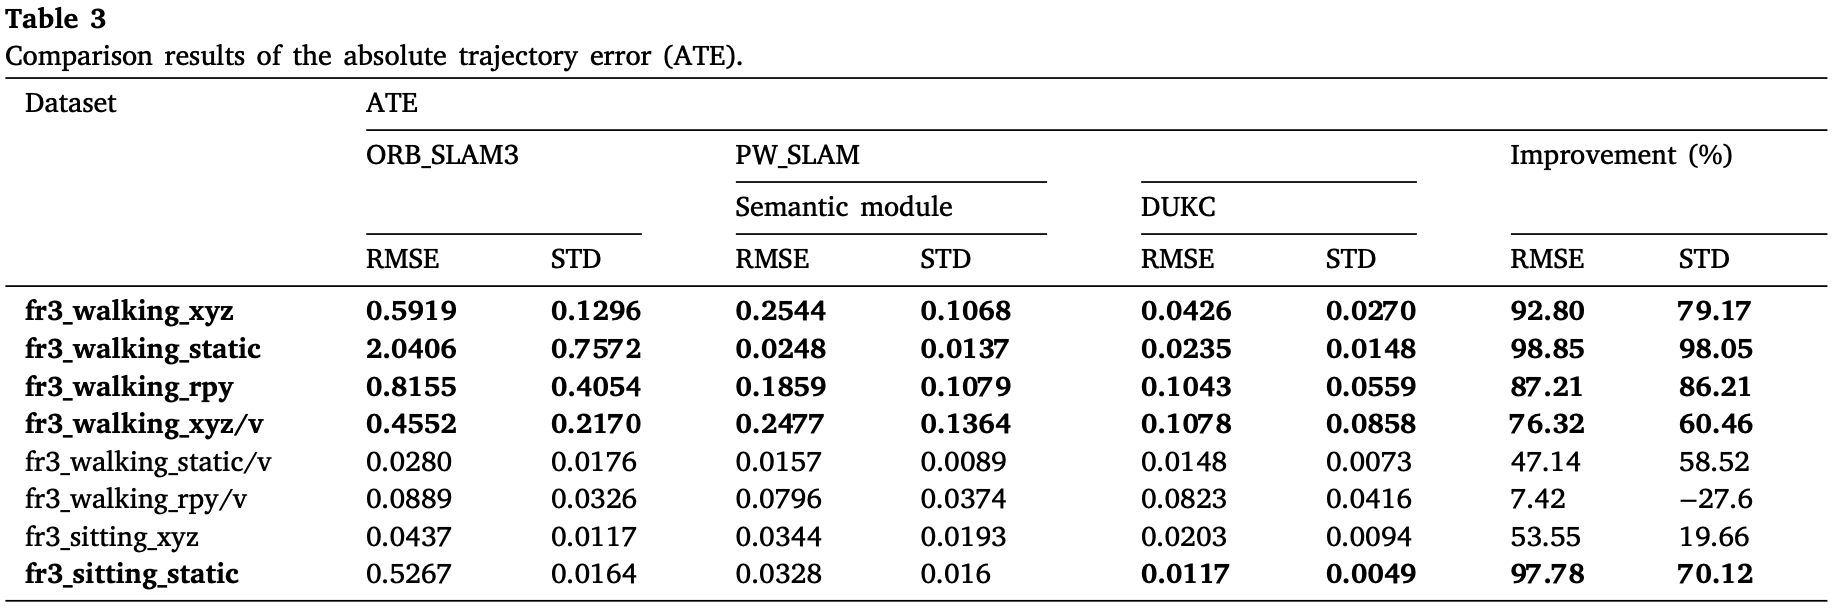 Table 3
Comparison results of the absolute trajectory error (ATE).
Dataset ATE
ORB_SLAM3 PW_SLAM Improvement (%)
Semantic module DUKC
RMSE STD RMSE STD RMSE STD RMSE STD
fr3_walking_xyz 0.5919 0.1296 0.2544 0.1068 0.0426 0.0270 92.80 79.17
fr3_walking_static 2.0406 0.7572 0.0248 0.0137 0.0235 0.0148 98.85 98.05
fr3_walking_rpy 0.8155 0.4054 0.1859 0.1079 0.1043 0.0559 87.21 86.21
fr3_walking_xyz/v 0.4552 0.2170 0.2477 0.1364 0.1078 0.0858 76.32 60.46
fr3_walking_static/v 0.0280 0.0176 0.0157 0.0089 0.0148 0.0073 47.14 58.52
fr3_walking_rpy/v 0.0889 0.0326 0.0796 0.0374 0.0823 0.0416 7.42 −27.6
fr3_sitting_xyz 0.0437 0.0117 0.0344 0.0193 0.0203 0.0094 53.55 19.66
fr3_sitting_static 0.5267 0.0164 0.0328 0.016 0.0117 0.0049 97.78 70.12